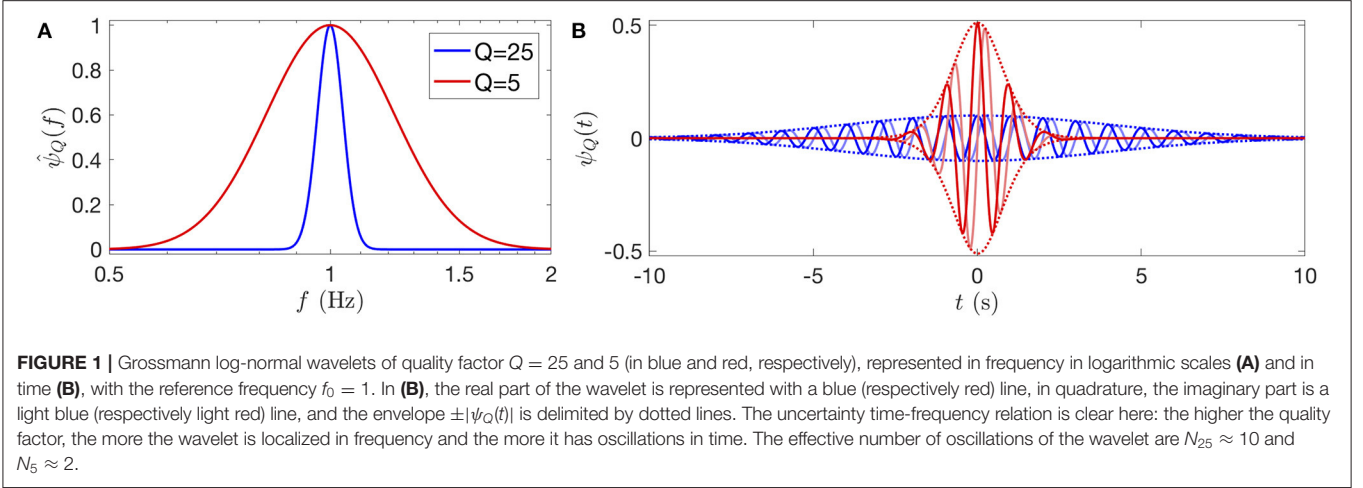 A
1
0.8
0.6
0.4
0.2
0
ψ̂_Q(f)
Q=25
Q=5
0.5
1
1.5
2
f (Hz)
B
0.5
0
-0.5
ψ_Q(t)
-10
-5
0
5
10
t (s)
FIGURE 1 | Grossmann log-normal wavelets of quality factor Q = 25 and 5 (in blue and red, respectively), represented in frequency in logarithmic scales (A) and in
time (B), with the reference frequency f₀ = 1. In (B), the real part of the wavelet is represented with a blue (respectively red) line, in quadrature, the imaginary part is a
light blue (respectively light red) line, and the envelope ±|ψ_Q(t)| is delimited by dotted lines. The uncertainty time-frequency relation is clear here: the higher the quality
factor, the more the wavelet is localized in frequency and the more it has oscillations in time. The effective number of oscillations of the wavelet are N₂₅ ≈ 10 and
N₅ ≈ 2.